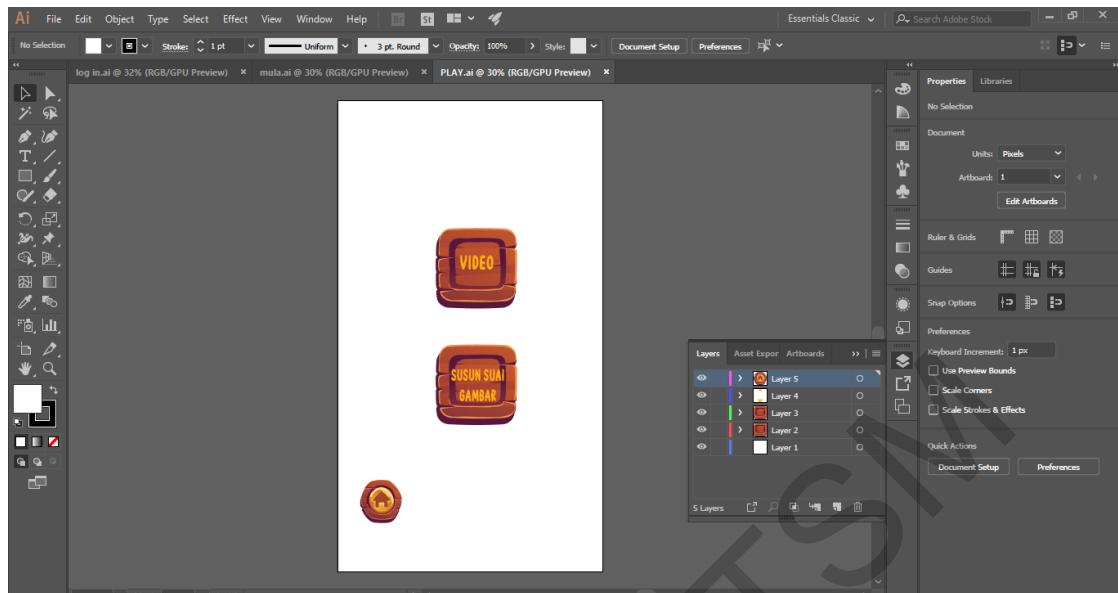 Ai File Edit Object Type Select Effect View Window Help Br St Essentials Classic Search Adobe Stock
No Selection Stroke: 1 pt Uniform 3 pt. Round Opacity: 100% Style: Document Setup Preferences
log in.ai @ 32% (RGB/GPU Preview) × mula.ai @ 30% (RGB/GPU Preview) × PLAY.ai @ 30% (RGB/GPU Preview) ×
VIDEO
SUSUN SUAI
GAMBAR
Layers Asset Expor Artboards
Layer 5
Layer 4
Layer 3
Layer 2
Layer 1
5 Layers
Properties Libraries
No Selection
Document
Units: Pixels
Artboard: 1
Edit Artboards
Ruler & Grids
Guides
Snap Options
Preferences
Keyboard Increment: 1 px
Use Preview Bounds
Scale Corners
Scale Strokes & Effects
Quick Actions
Document Setup Preferences
TSM